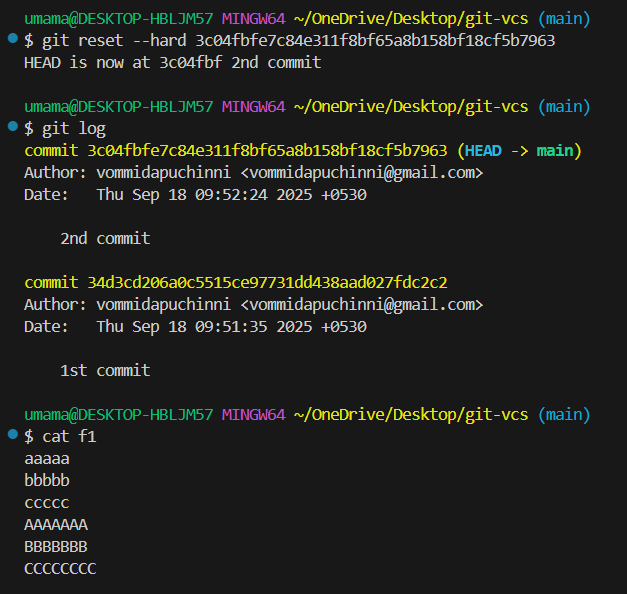 umama@DESKTOP-HBLJM57 MINGW64 ~/OneDrive/Desktop/git-vcs (main)
$ git reset --hard 3c04fbfe7c84e311f8bf65a8b158bf18cf5b7963
HEAD is now at 3c04fbf 2nd commit
umama@DESKTOP-HBLJM57 MINGW64 ~/OneDrive/Desktop/git-vcs (main)
$ git log
commit 3c04fbfe7c84e311f8bf65a8b158bf18cf5b7963 (HEAD -> main)
Author: vommidapuchinni <vommidapuchinni@gmail.com>
Date:   Thu Sep 18 09:52:24 2025 +0530
    2nd commit
commit 34d3cd206a0c5515ce97731dd438aad027fdc2c2
Author: vommidapuchinni <vommidapuchinni@gmail.com>
Date:   Thu Sep 18 09:51:35 2025 +0530
    1st commit
umama@DESKTOP-HBLJM57 MINGW64 ~/OneDrive/Desktop/git-vcs (main)
$ cat f1
aaaaa
bbbbb
ccccc
AAAAAAA
BBBBBBB
CCCCCCCC